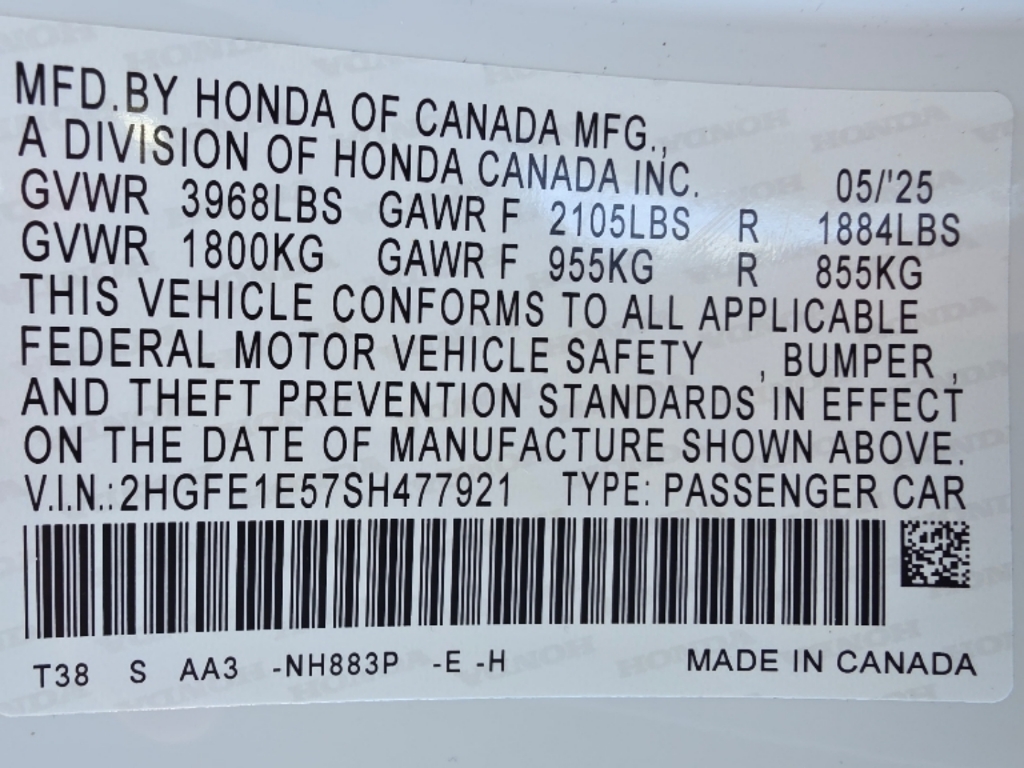 MFD.BY HONDA OF CANADA MFG.,
A DIVISION OF HONDA CANADA INC. 05/'25
GVWR 3968LBS GAWR F 2105LBS R 1884LBS
GVWR 1800KG GAWR F 955KG R 855KG
THIS VEHICLE CONFORMS TO ALL APPLICABLE
FEDERAL MOTOR VEHICLE SAFETY , BUMPER ,
AND THEFT PREVENTION STANDARDS IN EFFECT
ON THE DATE OF MANUFACTURE SHOWN ABOVE.
V.I.N.:2HGFE1E57SH477921 TYPE: PASSENGER CAR
T38 S AA3 -NH883P -E -H MADE IN CANADA